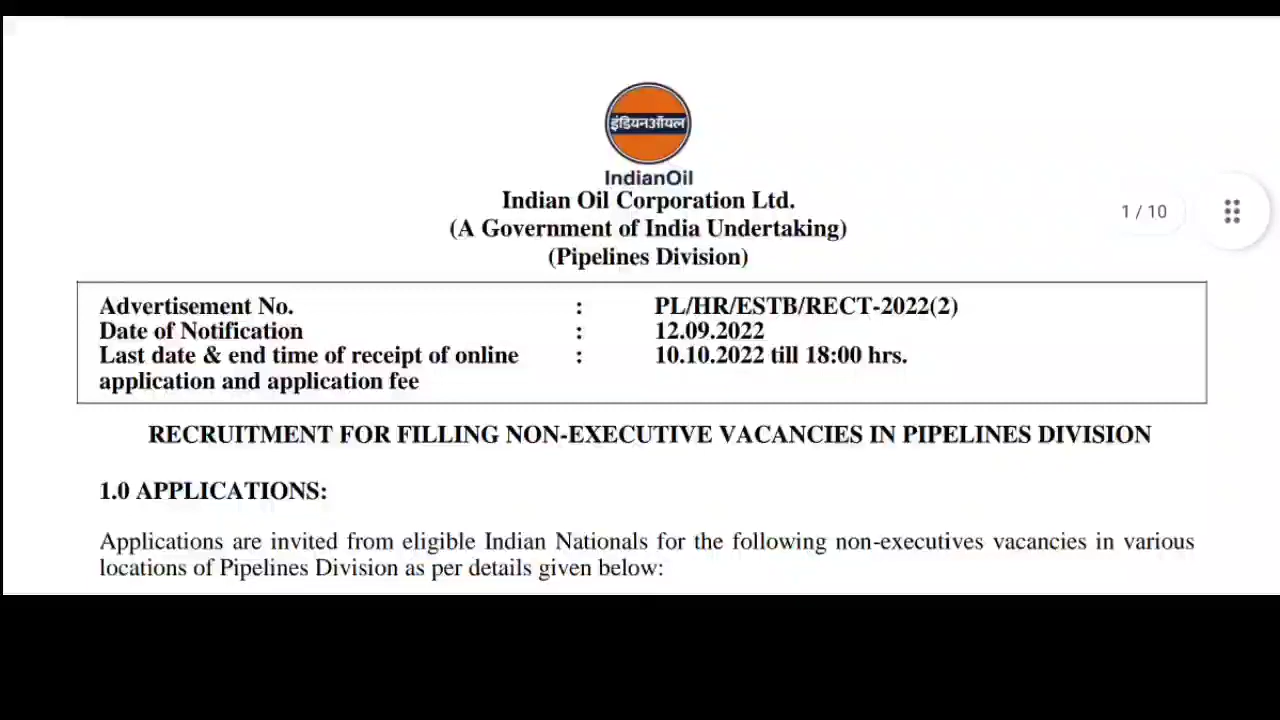 इंडियनऑयल
IndianOil
Indian Oil Corporation Ltd.
(A Government of India Undertaking)
(Pipelines Division)
1 / 10
Advertisement No. : PL/HR/ESTB/RECT-2022(2)
Date of Notification : 12.09.2022
Last date & end time of receipt of online : 10.10.2022 till 18:00 hrs.
application and application fee
RECRUITMENT FOR FILLING NON-EXECUTIVE VACANCIES IN PIPELINES DIVISION
1.0 APPLICATIONS:
Applications are invited from eligible Indian Nationals for the following non-executives vacancies in various
locations of Pipelines Division as per details given below: